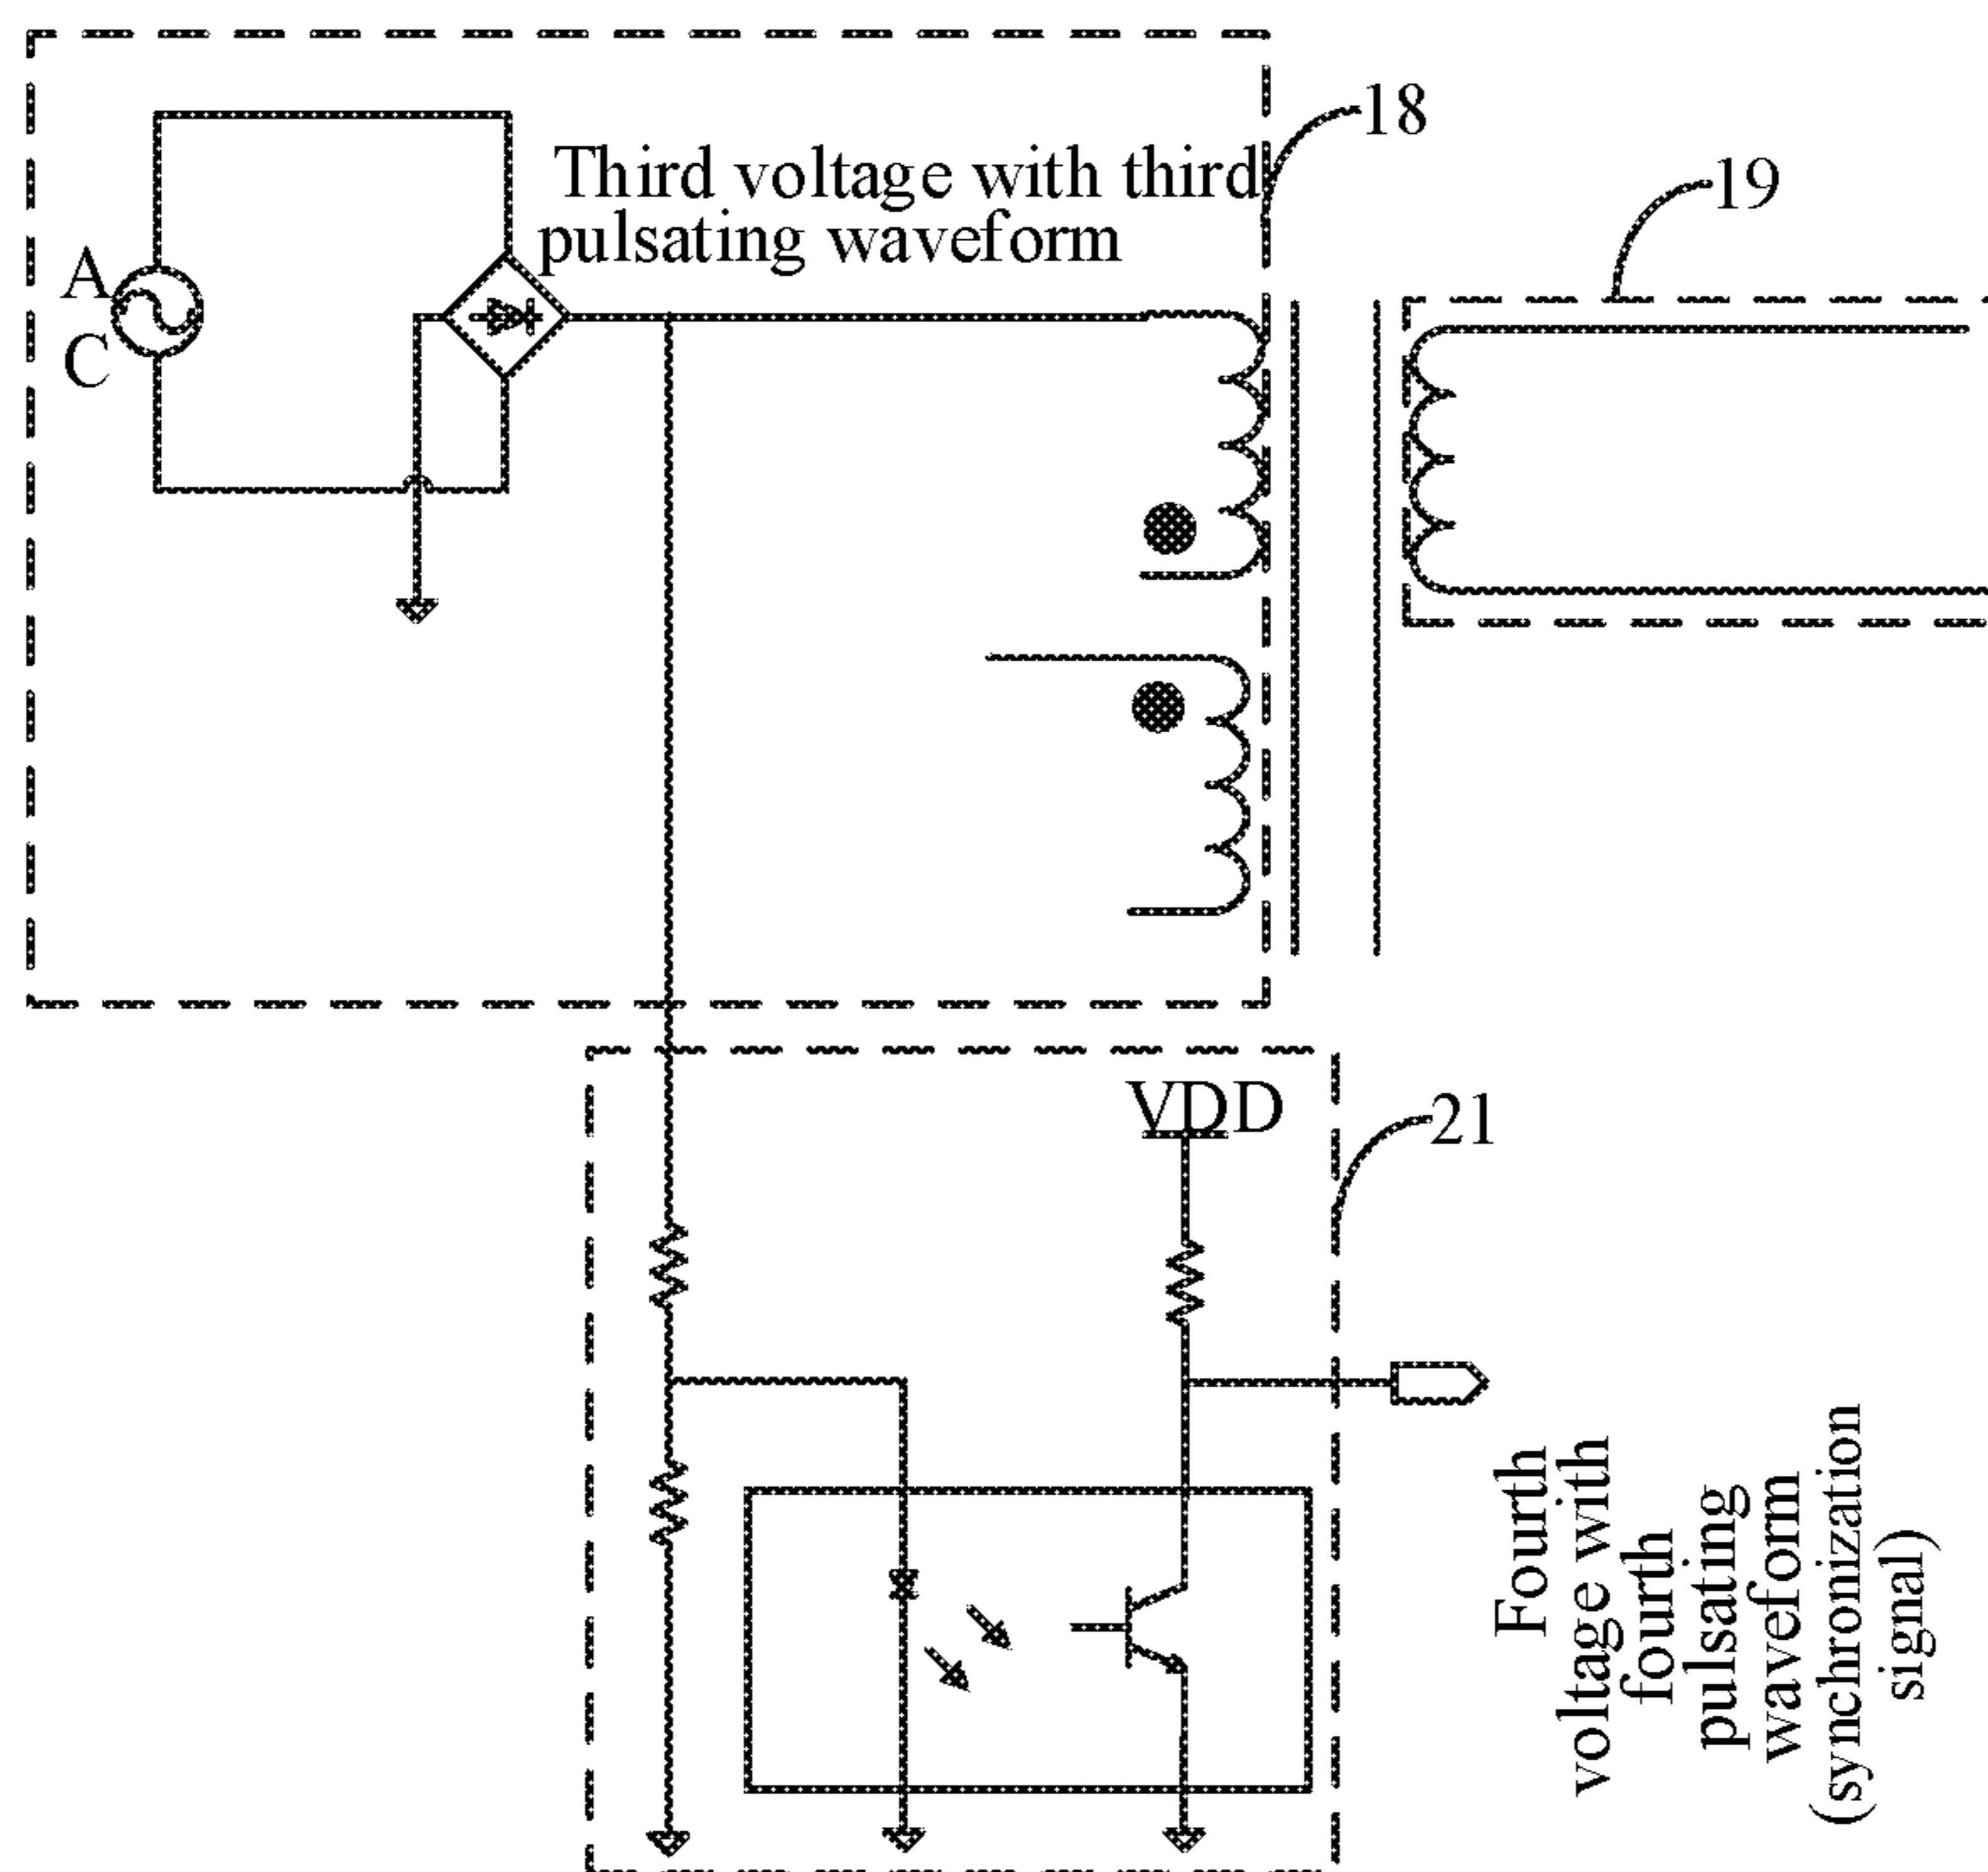 18
Third voltage with third
pulsating waveform
19
A
C
VDD
21
Fourth
voltage with
fourth
pulsating
waveform
(synchronization
signal)